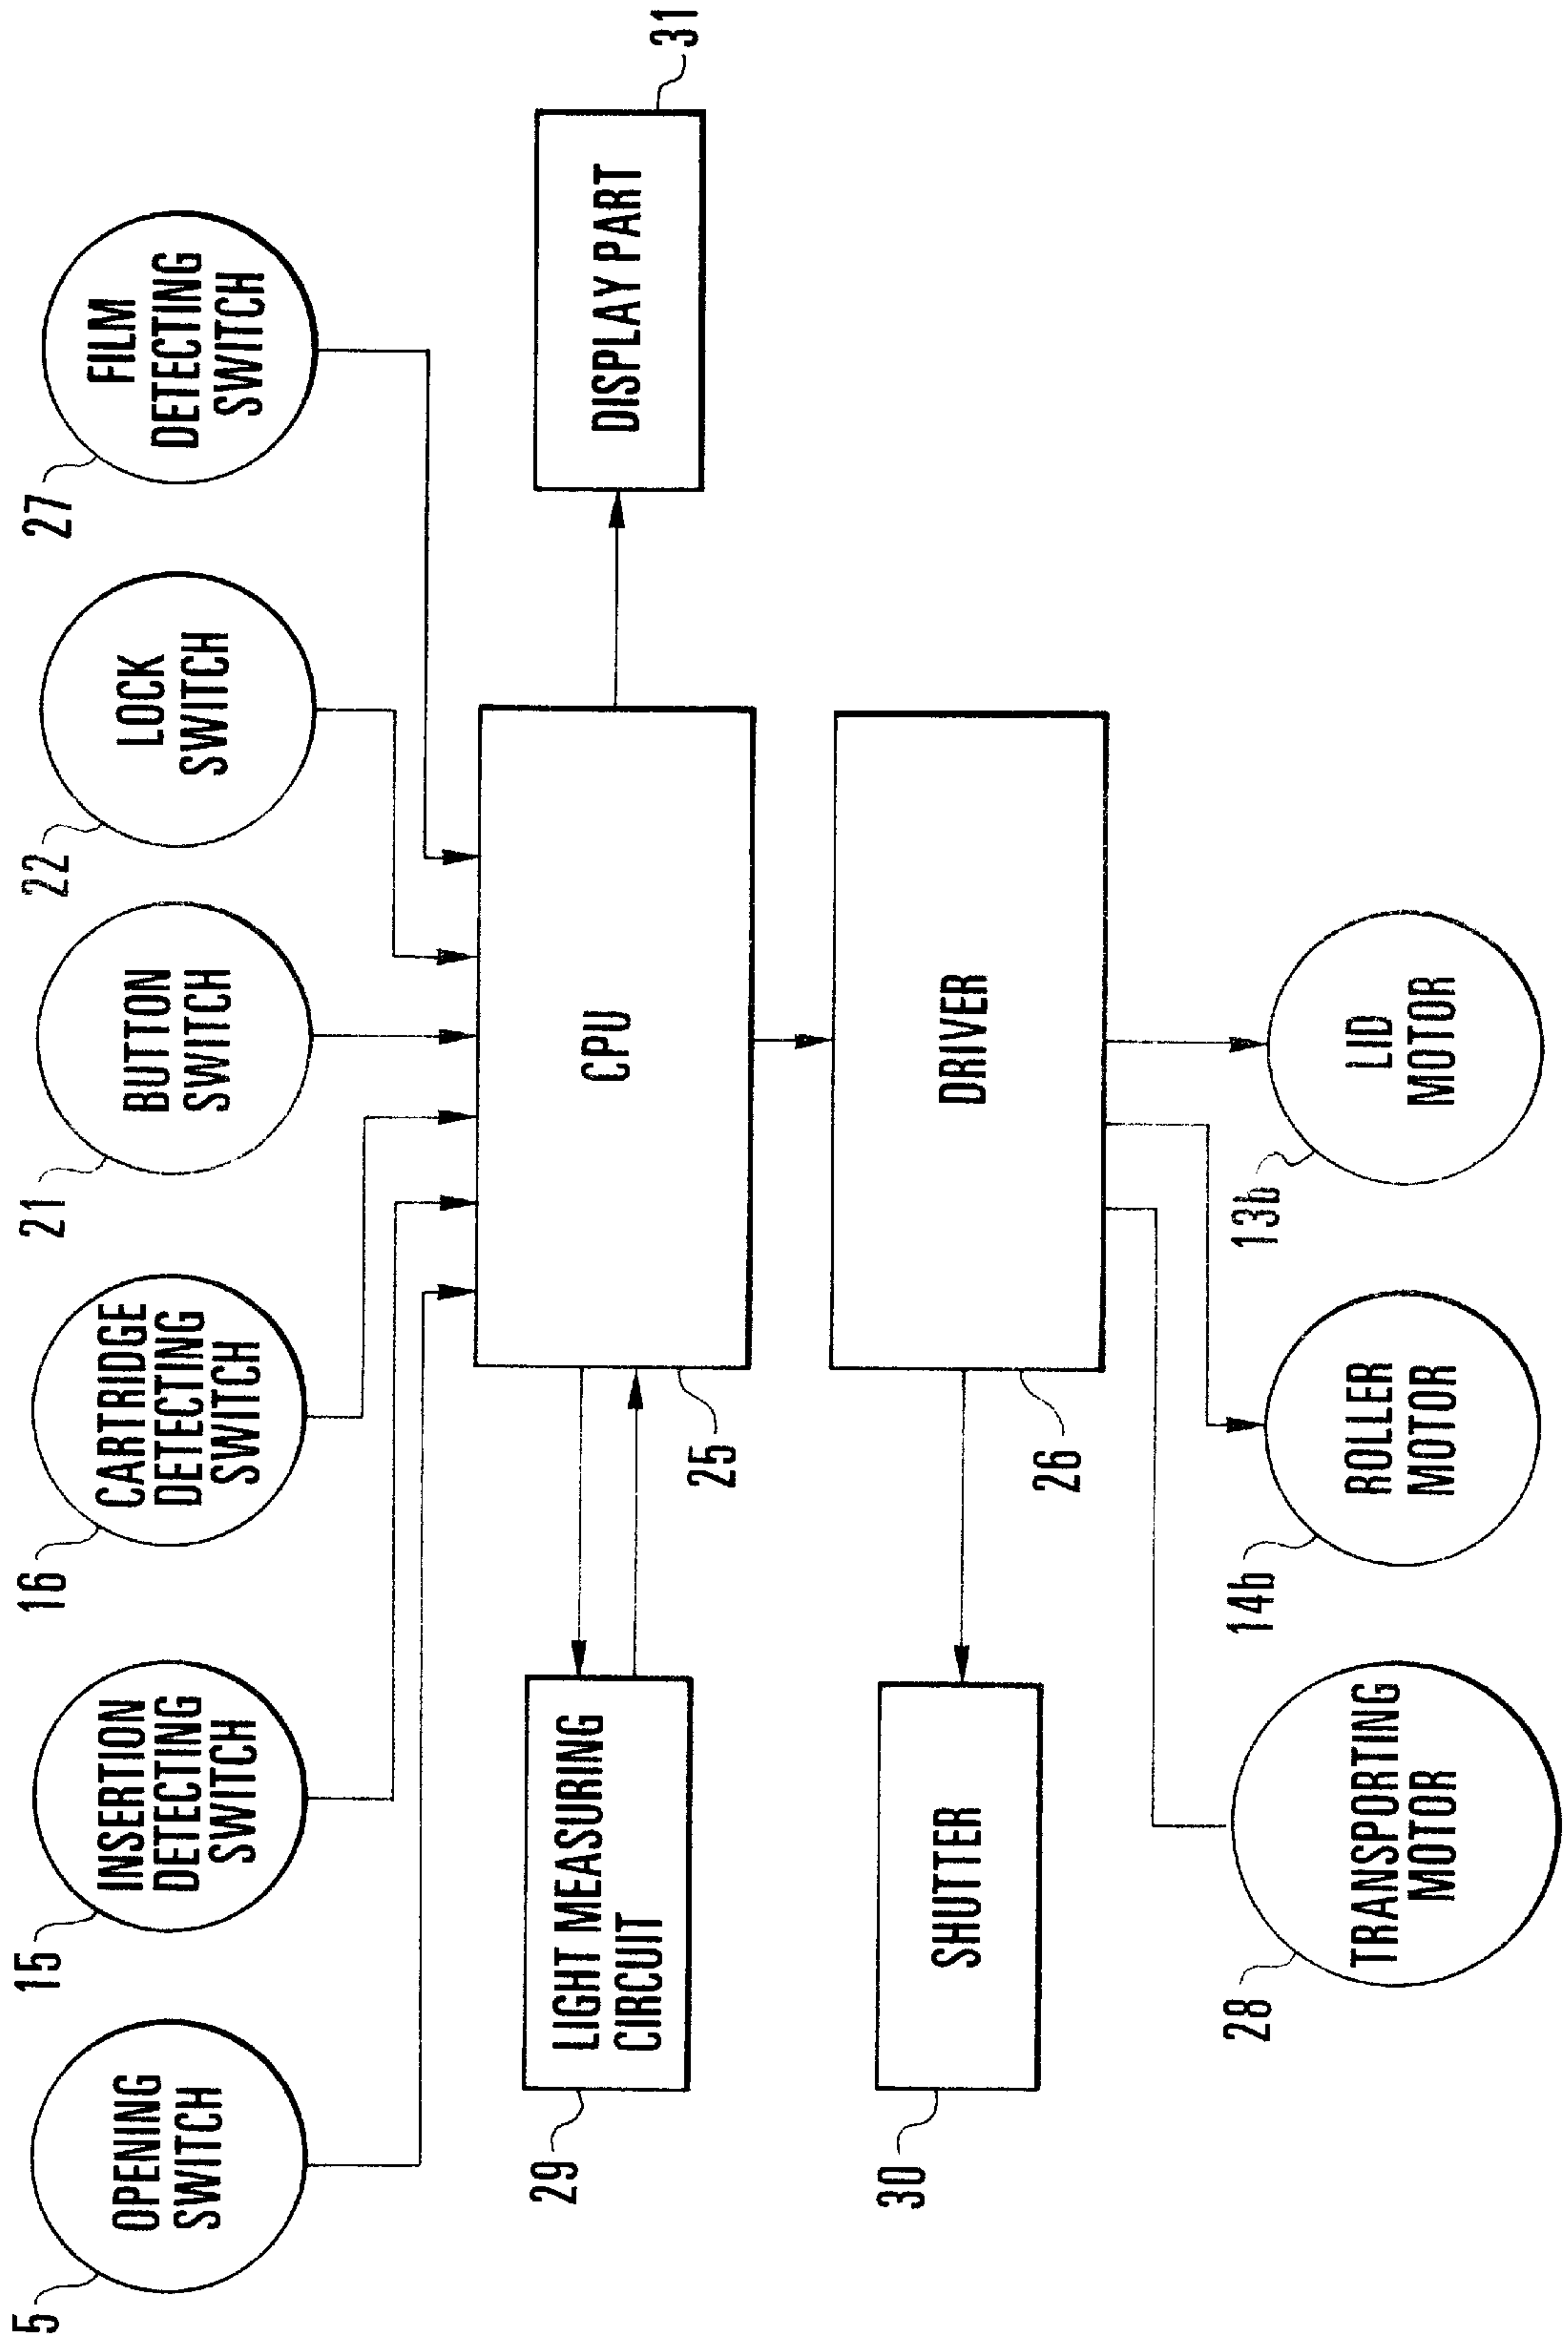 5
OPENING
SWITCH
15
INSERTION
DETECTING
SWITCH
16
CARTRIDGE
DETECTING
SWITCH
21
BUTTON
SWITCH
22
LOCK
SWITCH
27
FILM
DETECTING
SWITCH
29
LIGHT MEASURING
CIRCUIT
25
CPU
DISPLAY PART
31
30
SHUTTER
26
DRIVER
28
TRANSPORTING
MOTOR
14b
ROLLER
MOTOR
13b
LID
MOTOR